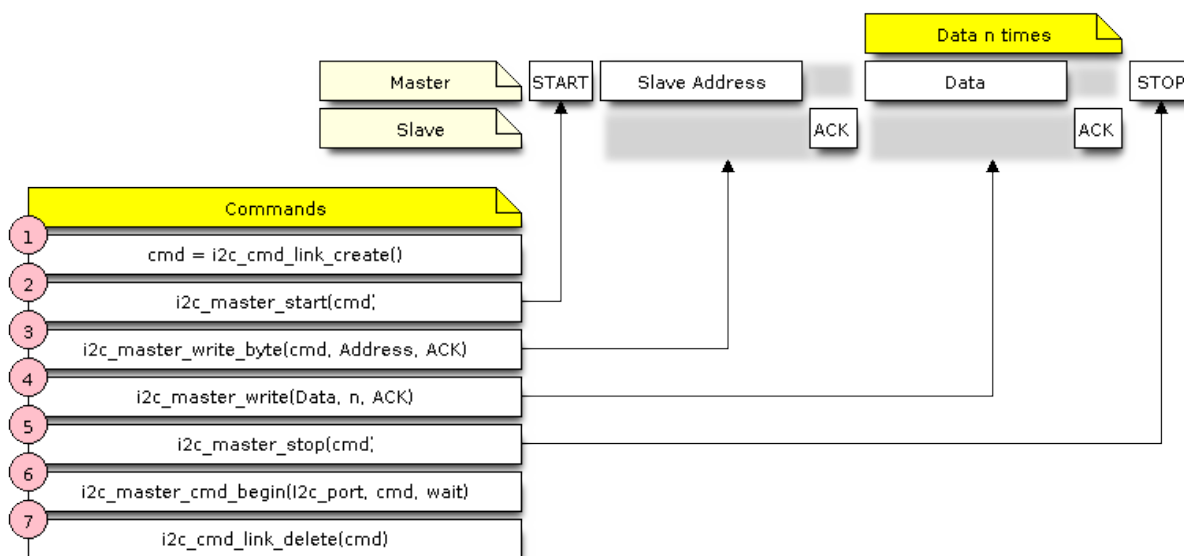 Data n times
Master START Slave Address Data STOP
Slave ACK ACK
Commands
1
cmd = i2c_cmd_link_create()
2
i2c_master_start(cmd;
3
i2c_master_write_byte(cmd, Address, ACK)
4
i2c_master_write(Data, n, ACK)
5
i2c_master_stop(cmd;
6
i2c_master_cmd_begin(I2c_port, cmd, wait)
7
i2c_cmd_link_delete(cmd)